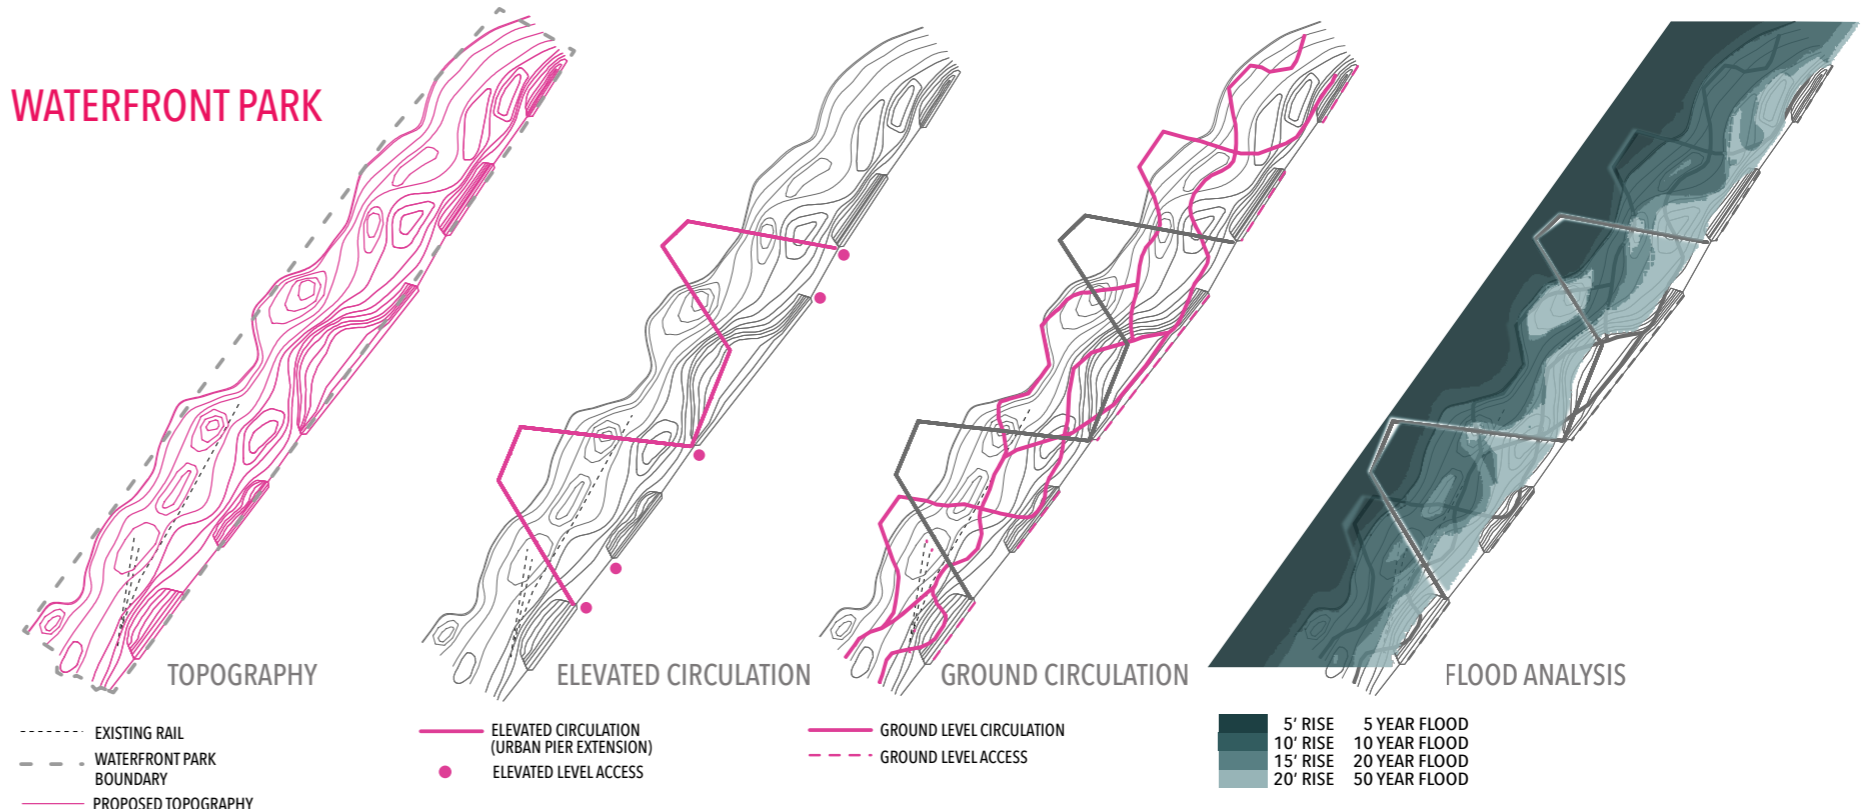 WATERFRONT PARK
TOPOGRAPHY
ELEVATED CIRCULATION
GROUND CIRCULATION
FLOOD ANALYSIS
EXISTING RAIL
WATERFRONT PARK
BOUNDARY
PROPOSED TOPOGRAPHY
ELEVATED CIRCULATION
(URBAN PIER EXTENSION)
ELEVATED LEVEL ACCESS
GROUND LEVEL CIRCULATION
GROUND LEVEL ACCESS
5' RISE 5 YEAR FLOOD
10' RISE 10 YEAR FLOOD
15' RISE 20 YEAR FLOOD
20' RISE 50 YEAR FLOOD